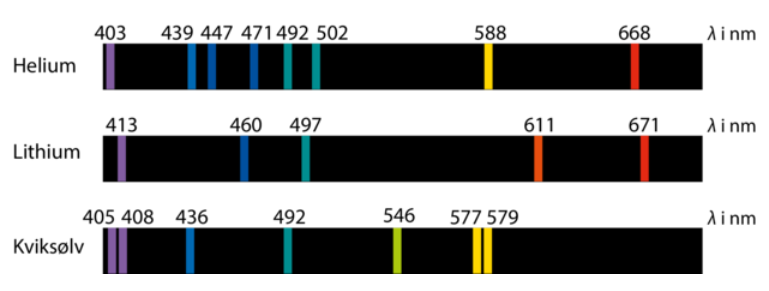 403 439 447 471 492 502 588 668 λ i nm
Helium
413 460 497 611 671 λ i nm
Lithium
405 408 436 492 546 577 579 λ i nm
Kviksølv